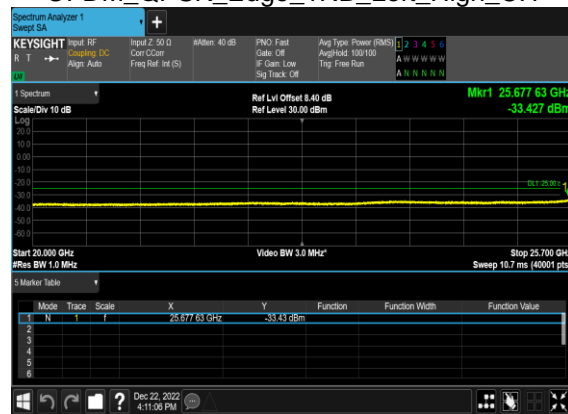 Spectrum Analyzer 1
Swept SA
+
KEYSIGHT Input: RF Input Z: 50 Ω #Atten: 40 dB PNO: Fast Avg Type: Power (RMS) 1 2 3 4 5 6
R T Coupling: DC Corr CCorr Gate: Off Avg|Hold: 100/100 A W W W W W
Align: Auto Freq Ref: Int (S) IF Gain: Low Trig: Free Run
LU Sig Track: Off A N N N N N
1 Spectrum Ref Lvl Offset 8.40 dB Mkr1 25.677 63 GHz
Scale/Div 10 dB Ref Level 30.00 dBm -33.427 dBm
Log
20.0
10.0
0.00
-10.0
-20.0
DL1 -25.00
1
-30.0
-40.0
-50.0
-60.0
Start 20.000 GHz Video BW 3.0 MHz* Stop 25.700 GHz
#Res BW 1.0 MHz Sweep 10.7 ms (40001 pts
5 Marker Table
Mode Trace Scale X Y Function Function Width Function Value
1 N 1 f 25.677 63 GHz -33.43 dBm
2
3
4
5
6
? Dec 22, 2022
4:11:06 PM